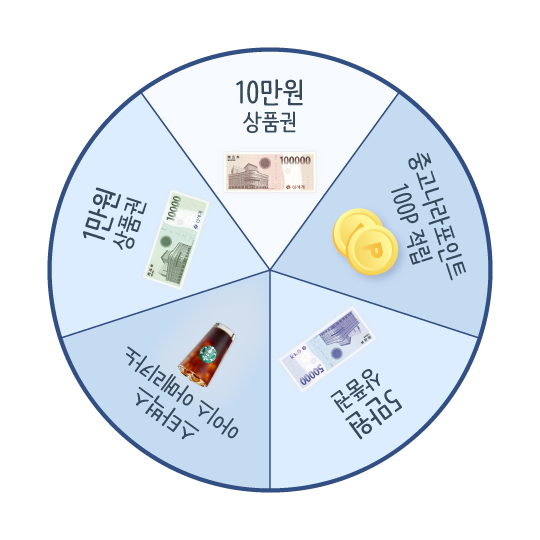 10만원
상품권
100000
중고나라포인트
100P 적립
P
5만원
상품권
50000
스타벅스
아이스 아메리카노
1만원
상품권
10000